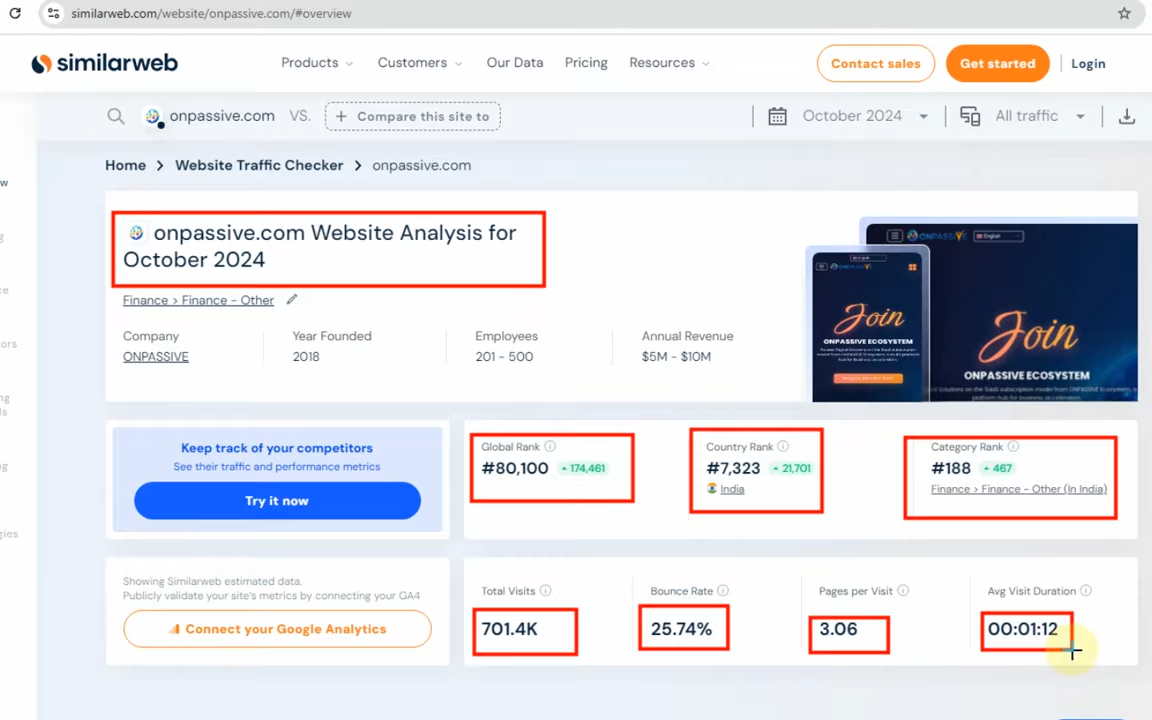 similarweb.com/website/onpassive.com/#overview
similarweb
Products
Customers
Our Data
Pricing
Resources
Contact sales
Get started
Login
onpassive.com
VS.
+ Compare this site to
October 2024
All traffic
Home > Website Traffic Checker > onpassive.com
onpassive.com Website Analysis for
October 2024
Finance > Finance - Other
Company
ONPASSIVE
Year Founded
2018
Employees
201 - 500
Annual Revenue
$5M - $10M
ONPASSIVE
English
Join
ONPASSIVE ECOSYSTEM
Join
ONPASSIVE ECOSYSTEM
Keep track of your competitors
See their traffic and performance metrics
Try it now
Global Rank
#80,100 174,461
Country Rank
#7,323 21,701
India
Category Rank
#188 467
Finance > Finance - Other (In India)
Showing Similarweb estimated data.
Publicly validate your site's metrics by connecting your GA4
Connect your Google Analytics
Total Visits
701.4K
Bounce Rate
25.74%
Pages per Visit
3.06
Avg Visit Duration
00:01:12